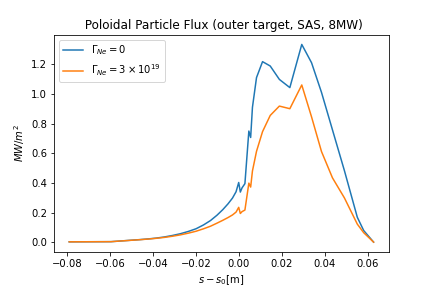 Poloidal Particle Flux (outer target, SAS, 8MW)
Γ_Ne = 0
Γ_Ne = 3 × 10^19
MW/m^2
1.2
1.0
0.8
0.6
0.4
0.2
0.0
−0.08 −0.06 −0.04 −0.02 0.00 0.02 0.04 0.06
s − s_0[m]